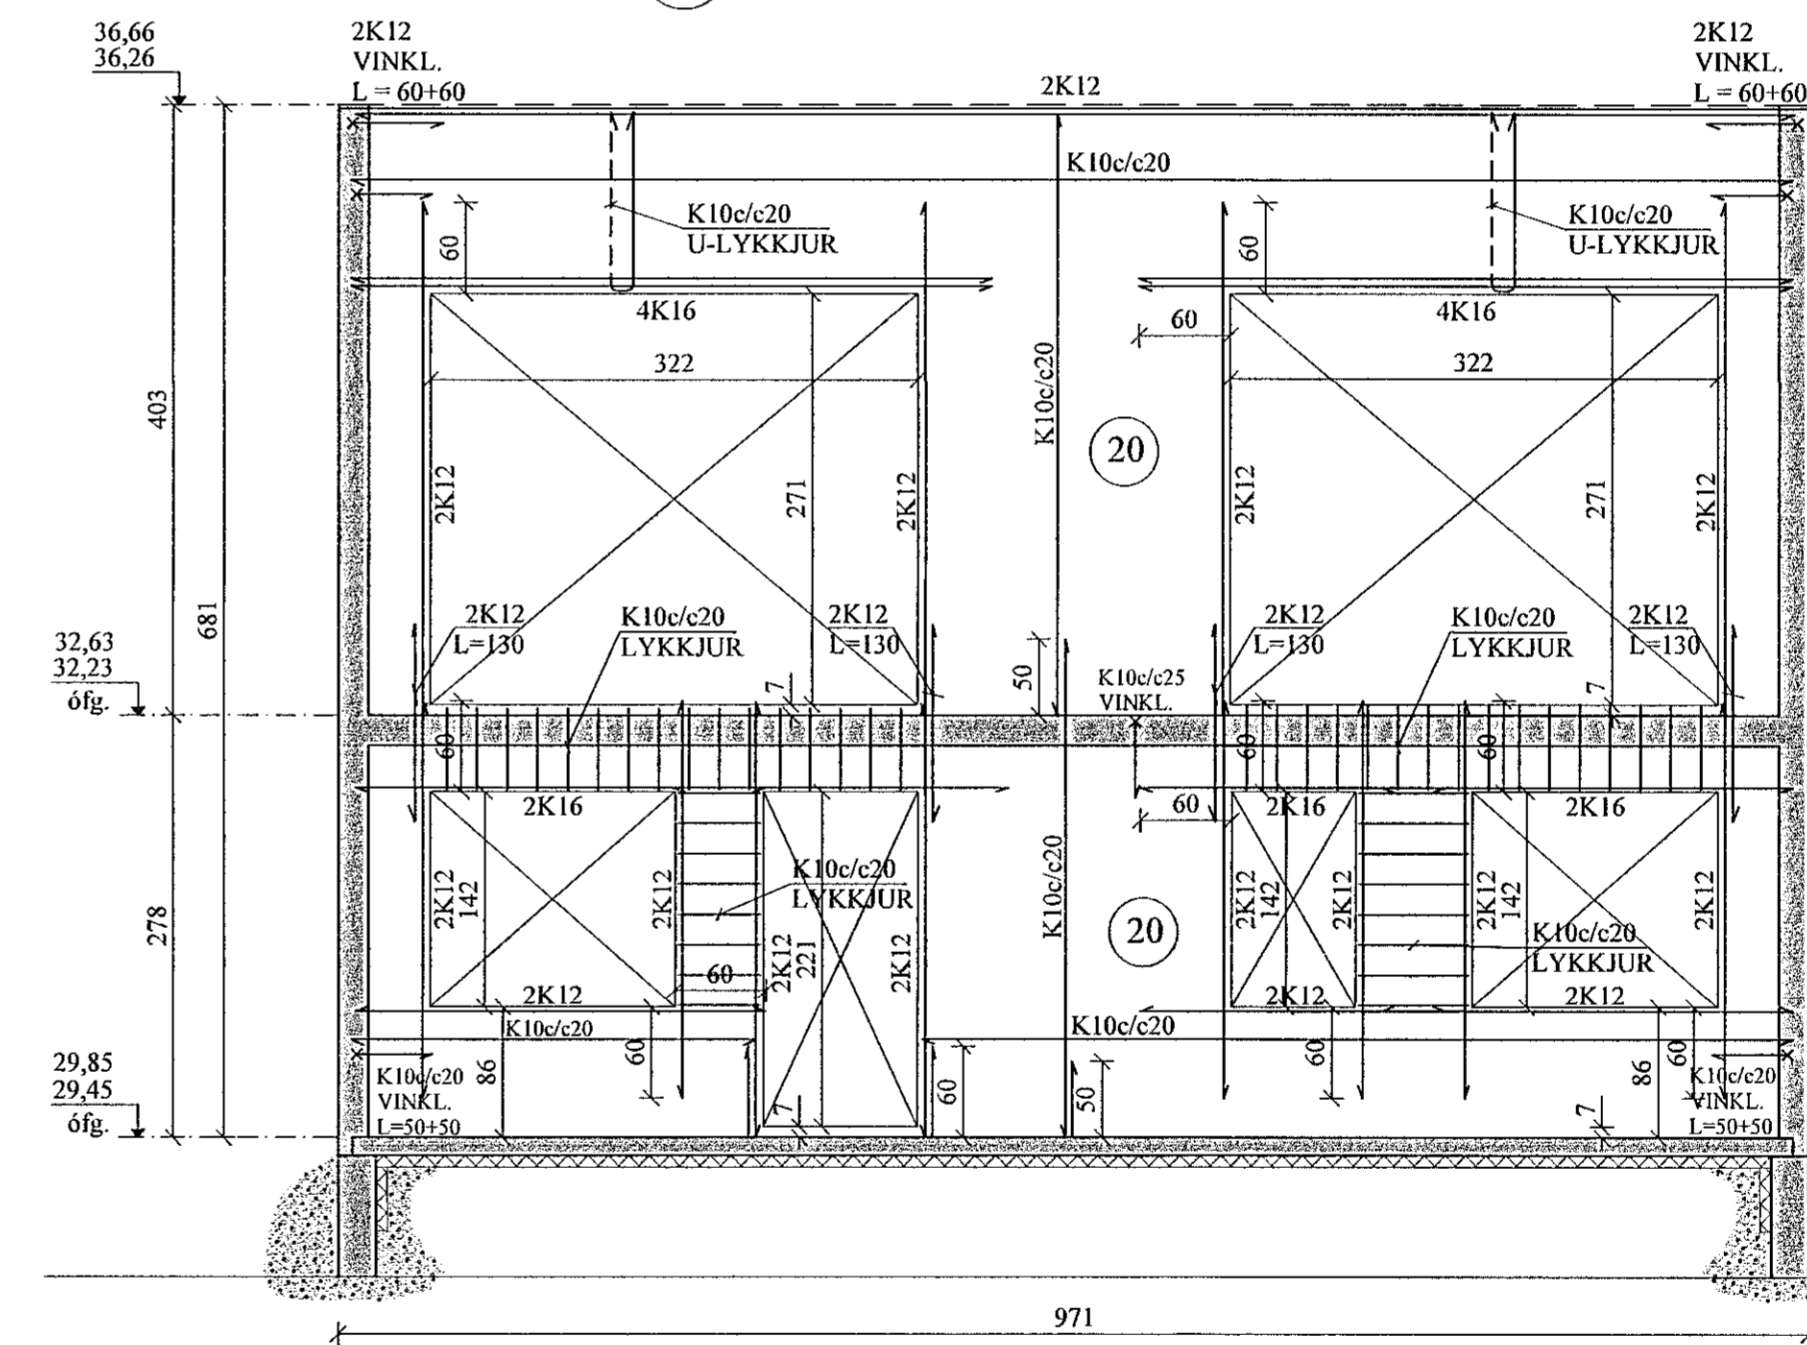 36,66
36,26
2K12
VINKL.
L = 60+60
2K12
2K12
VINKL.
L = 60+60
K10c/c20
K10c/c20
U-LYKKJUR
K10c/c20
U-LYKKJUR
60
60
4K16
4K16
60
322
322
403
681
K10c/c20
20
2K12
271
2K12
2K12
271
2K12
2K12
L=130
K10c/c20
LYKKJUR
2K12
L=130
2K12
L=130
K10c/c20
LYKKJUR
2K12
L=130
32,63
32,23
ófg.
7
50
K10c/c25
VINKL.
7
60
60
60
2K16
60
2K16
2K16
278
2K12
142
2K12
K10c/c20
LYKKJUR
K10c/c20
20
2K12
142
2K12
2K12
142
2K12
K10c/c20
LYKKJUR
60
2K12
221
2K12
2K12
2K12
2K12
K10c/c20
K10c/c20
29,85
29,45
ófg.
K10c/c20
VINKL.
L=50+50
86
60
7
60
50
60
7
86
60
K10c/c20
VINKL.
L=50+50
971